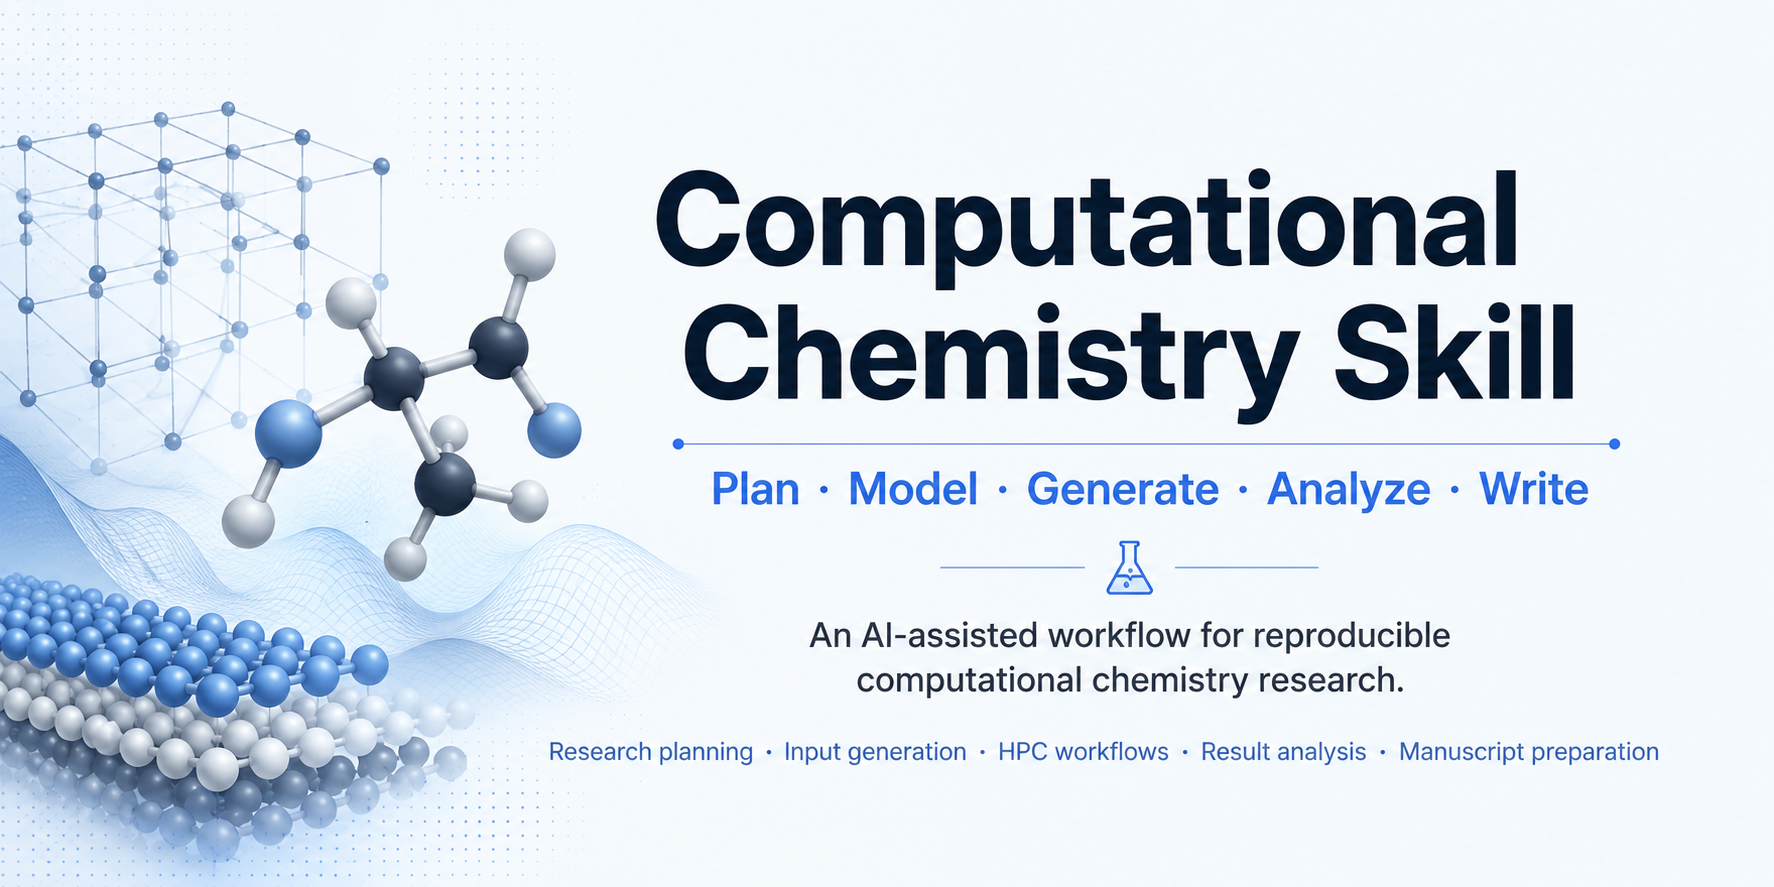 Computational
Chemistry Skill
Plan · Model · Generate · Analyze · Write
An AI-assisted workflow for reproducible
computational chemistry research.
Research planning · Input generation · HPC workflows · Result analysis · Manuscript preparation